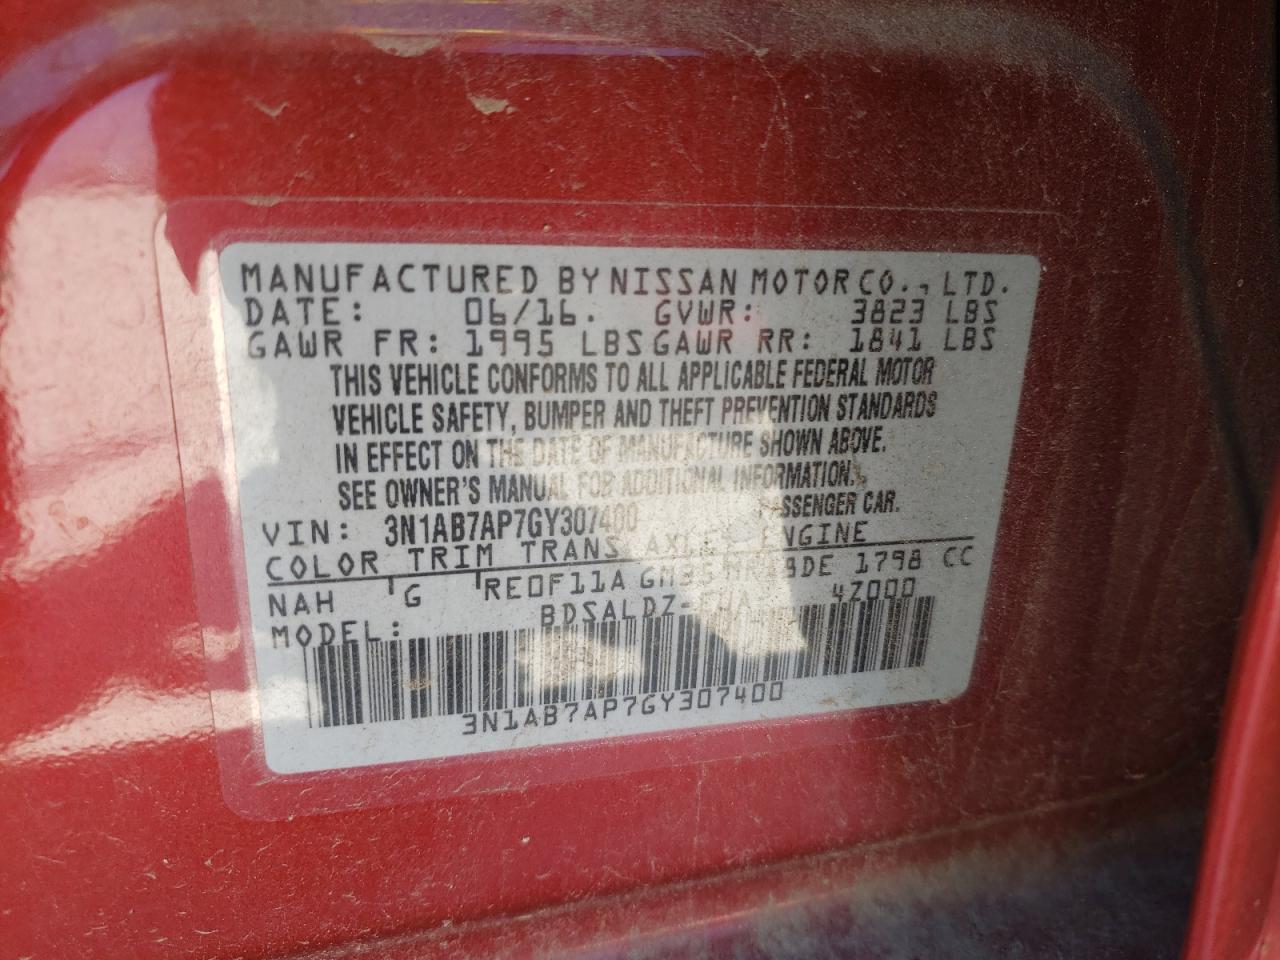 MANUFACTURED BY NISSAN MOTOR CO., LTD.
DATE: 06/16. GVWR: 3823 LBS
GAWR FR: 1995 LBS GAWR RR: 1841 LBS
THIS VEHICLE CONFORMS TO ALL APPLICABLE FEDERAL MOTOR
VEHICLE SAFETY, BUMPER AND THEFT PREVENTION STANDARDS
IN EFFECT ON THE DATE OF MANUFACTURE SHOWN ABOVE.
SEE OWNER'S MANUAL FOR ADDITIONAL INFORMATION.
PASSENGER CAR.
VIN: 3N1AB7AP7GY307400
COLOR TRIM TRANS AXLE ENGINE
NAH G RE0F11A GM35 1798 CC
MODEL: 4Z000
3N1AB7AP7GY307400